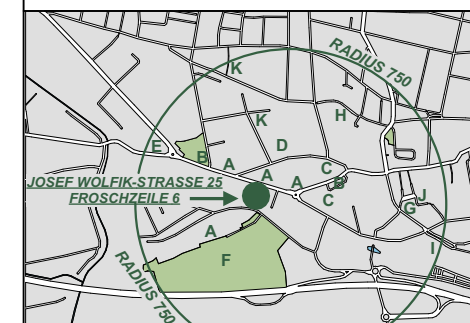 RADIUS 750
K
H
K
E
D
B
A
C
A
A
B
C
JOSEF WOLFIK-STRASSE 25
FROSCHZEILE 6
J
G
A
I
F
RADIUS 750